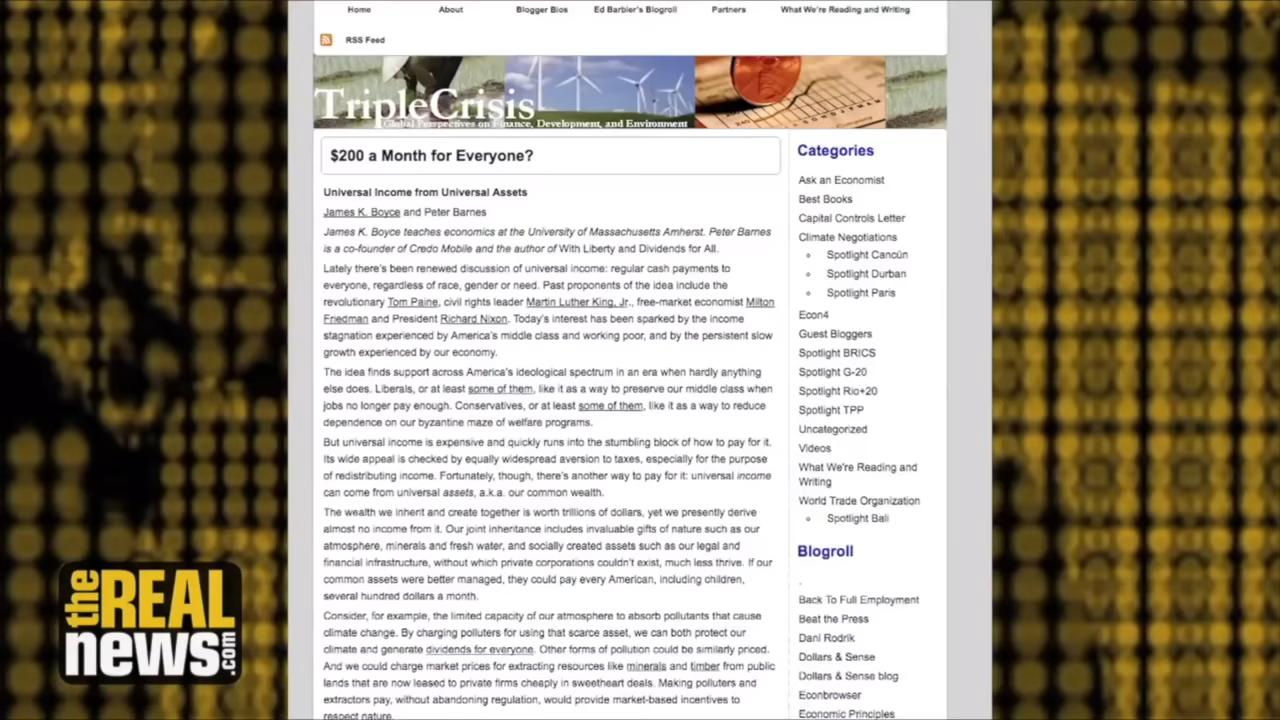 Home About Blogger Bios Ed Barbier's Blogroll Partners What We're Reading and Writing
RSS Feed
TripleCrisis
Global Perspectives on Finance, Development, and Environment
$200 a Month for Everyone?
Universal Income from Universal Assets
James K. Boyce and Peter Barnes
James K. Boyce teaches economics at the University of Massachusetts Amherst. Peter Barnes
is a co-founder of Credo Mobile and the author of With Liberty and Dividends for All.
Lately there's been renewed discussion of universal income: regular cash payments to
everyone, regardless of race, gender or need. Past proponents of the idea include the
revolutionary Tom Paine, civil rights leader Martin Luther King, Jr., free-market economist Milton
Friedman and President Richard Nixon. Today's interest has been sparked by the income
stagnation experienced by America's middle class and working poor, and by the persistent slow
growth experienced by our economy.
The idea finds support across America's ideological spectrum in an era when hardly anything
else does. Liberals, or at least some of them, like it as a way to preserve our middle class when
jobs no longer pay enough. Conservatives, or at least some of them, like it as a way to reduce
dependence on our byzantine maze of welfare programs.
But universal income is expensive and quickly runs into the stumbling block of how to pay for it.
Its wide appeal is checked by equally widespread aversion to taxes, especially for the purpose
of redistributing income. Fortunately, though, there's another way to pay for it: universal income
can come from universal assets, a.k.a. our common wealth.
The wealth we inherit and create together is worth trillions of dollars, yet we presently derive
almost no income from it. Our joint inheritance includes invaluable gifts of nature such as our
atmosphere, minerals and fresh water, and socially created assets such as our legal and
financial infrastructure, without which private corporations couldn't exist, much less thrive. If our
common assets were better managed, they could pay every American, including children,
several hundred dollars a month.
Consider, for example, the limited capacity of our atmosphere to absorb pollutants that cause
climate change. By charging polluters for using that scarce asset, we can both protect our
climate and generate dividends for everyone. Other forms of pollution could be similarly priced.
And we could charge market prices for extracting resources like minerals and timber from public
lands that are now leased to private firms cheaply in sweetheart deals. Making polluters and
extractors pay, without abandoning regulation, would provide market-based incentives to
respect nature.
Categories
Ask an Economist
Best Books
Capital Controls Letter
Climate Negotiations
Spotlight Cancún
Spotlight Durban
Spotlight Paris
Econ4
Guest Bloggers
Spotlight BRICS
Spotlight G-20
Spotlight Rio+20
Spotlight TPP
Uncategorized
Videos
What We're Reading and
Writing
World Trade Organization
Spotlight Bali
Blogroll
.
Back To Full Employment
Beat the Press
Dani Rodrik
Dollars & Sense
Dollars & Sense blog
Econbrowser
Economic Principles
the REAL
news.com